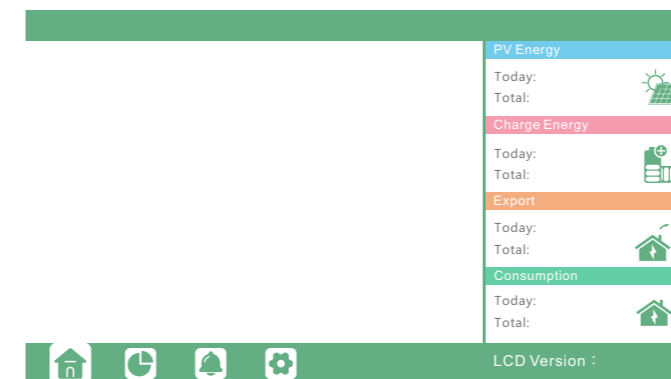 PV Energy
Today:
Total:
Charge Energy
Today:
Total:
Export
Today:
Total:
Consumption
Today:
Total:
LCD Version：